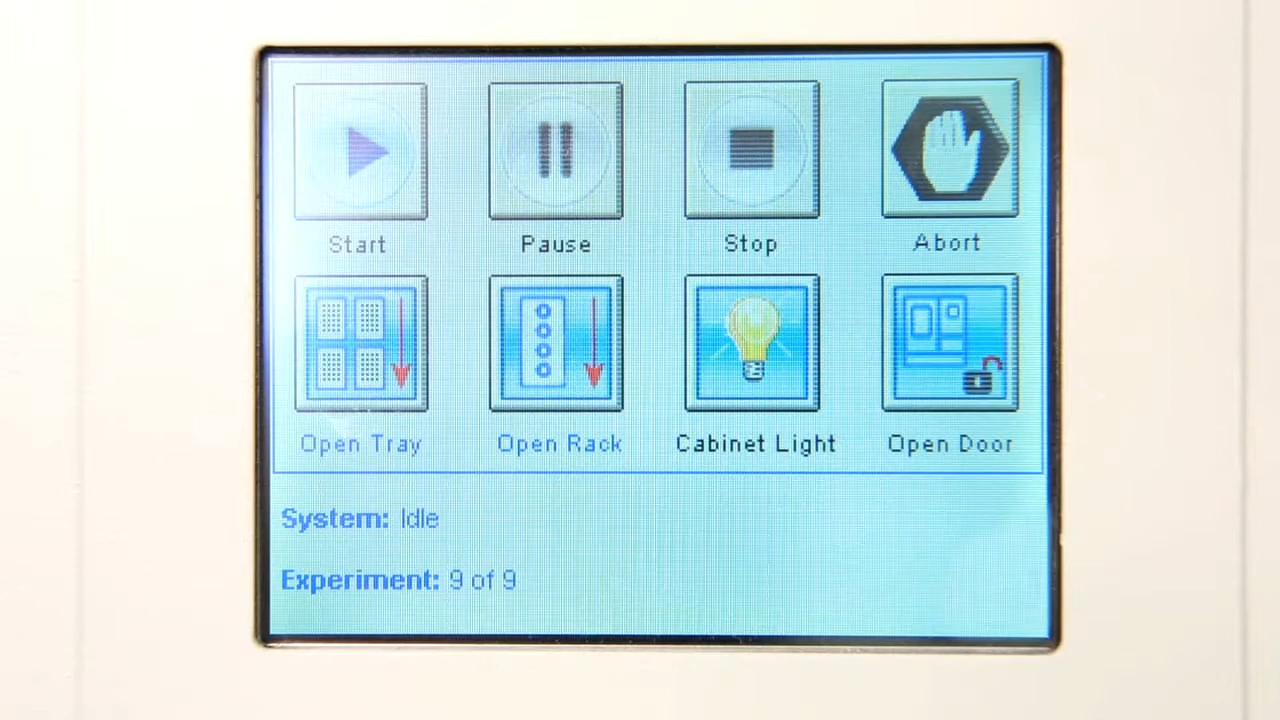 Start Pause Stop Abort
Open Tray Open Rack Cabinet Light Open Door
System: Idle
Experiment: 9 of 9